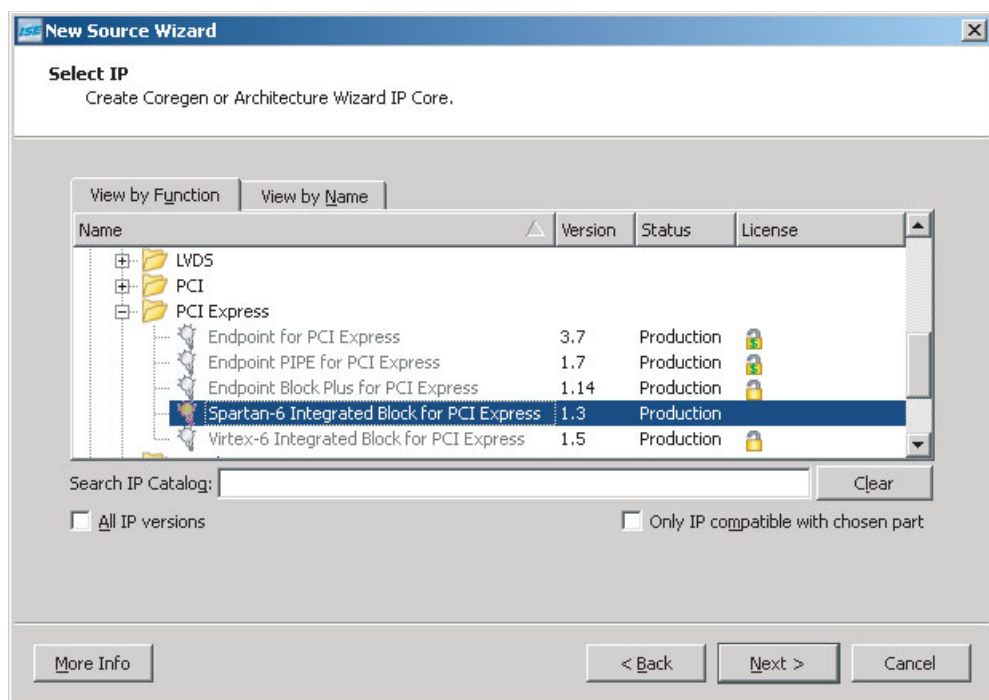 ISE New Source Wizard
Select IP
Create Coregen or Architecture Wizard IP Core.
View by Function View by Name
Name Version Status License
LVDS
PCI
PCI Express
Endpoint for PCI Express 3.7 Production
Endpoint PIPE for PCI Express 1.7 Production
Endpoint Block Plus for PCI Express 1.14 Production
Spartan-6 Integrated Block for PCI Express 1.3 Production
Virtex-6 Integrated Block for PCI Express 1.5 Production
Search IP Catalog: Clear
All IP versions Only IP compatible with chosen part
More Info < Back Next > Cancel